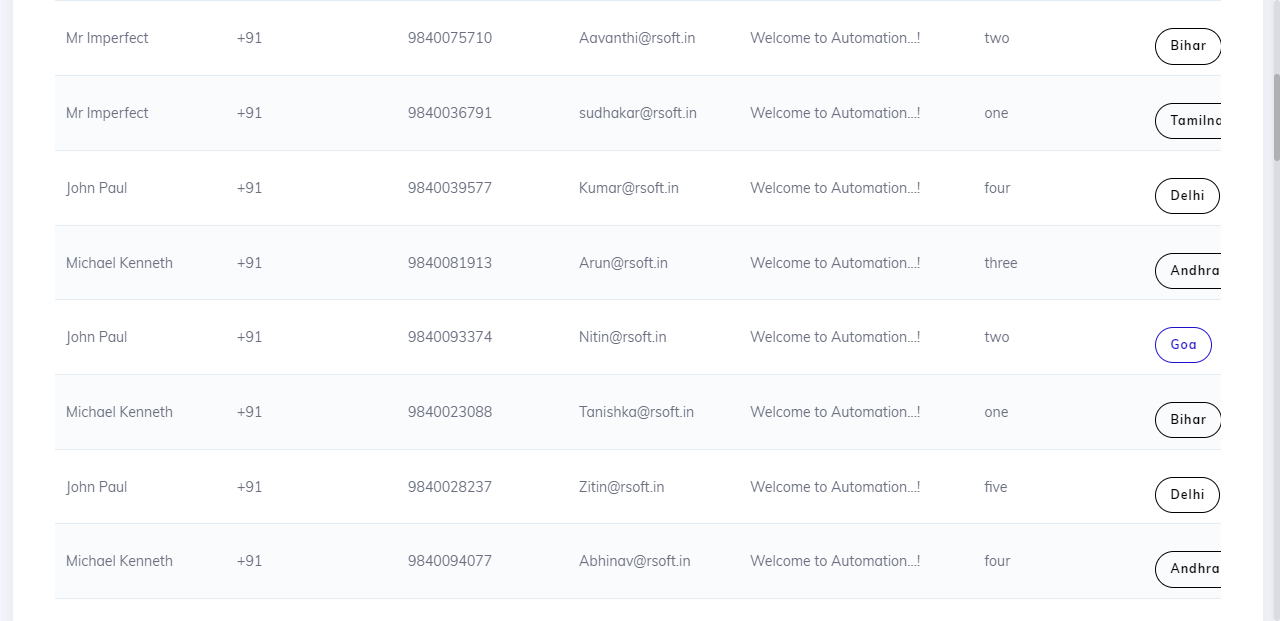 Mr Imperfect +91 9840075710 Aavanthi@rsoft.in Welcome to Automation...! two Bihar
Mr Imperfect +91 9840036791 sudhakar@rsoft.in Welcome to Automation...! one
John Paul +91 9840039577 Kumar@rsoft.in Welcome to Automation...! four Delhi
Michael Kenneth +91 9840081913 Arun@rsoft.in Welcome to Automation...! three Andhra
John Paul +91 9840093374 Nitin@rsoft.in Welcome to Automation...! two Goa
Michael Kenneth +91 9840023088 Tanishka@rsoft.in Welcome to Automation...! one Bihar
John Paul +91 9840028237 Zitin@rsoft.in Welcome to Automation...! five Delhi
Michael Kenneth +91 9840094077 Abhinav@rsoft.in Welcome to Automation...! four Andhra